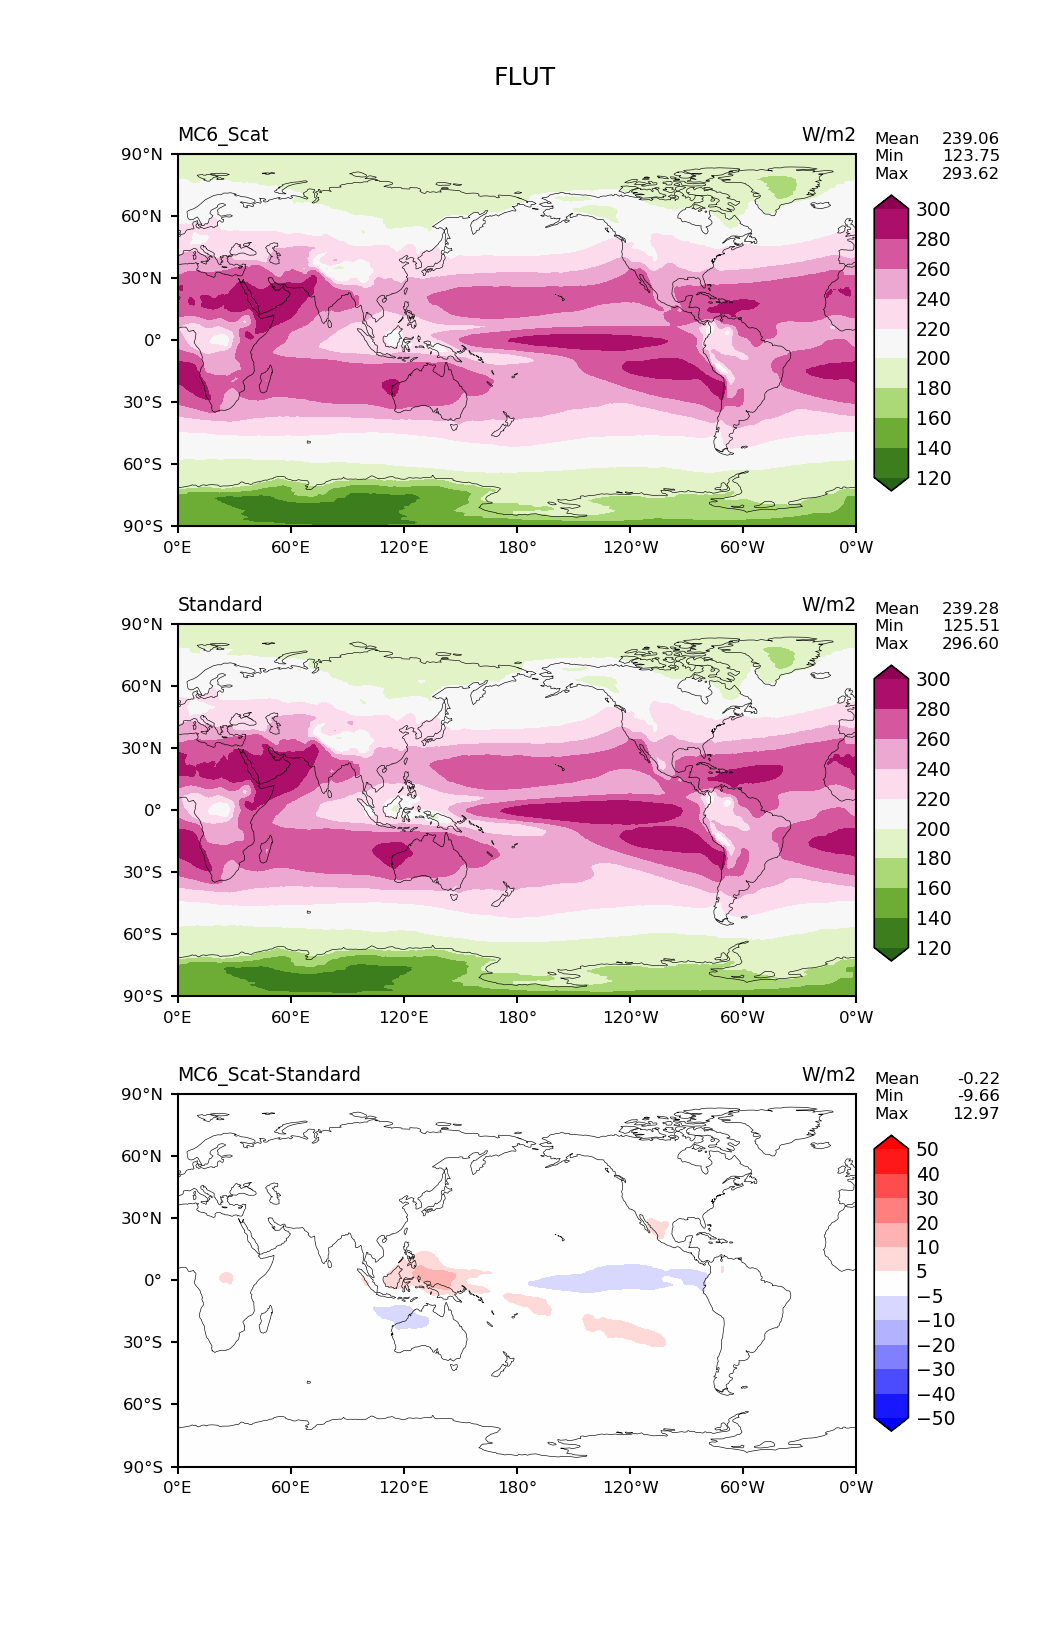 FLUT
MC6_Scat W/m2
Mean 239.06
Min 123.75
Max 293.62
90°N
60°N
30°N
0°
30°S
60°S
90°S
0°E 60°E 120°E 180° 120°W 60°W 0°W
300
280
260
240
220
200
180
160
140
120
Standard W/m2
Mean 239.28
Min 125.51
Max 296.60
90°N
60°N
30°N
0°
30°S
60°S
90°S
0°E 60°E 120°E 180° 120°W 60°W 0°W
300
280
260
240
220
200
180
160
140
120
MC6_Scat-Standard W/m2
Mean -0.22
Min -9.66
Max 12.97
90°N
60°N
30°N
0°
30°S
60°S
90°S
0°E 60°E 120°E 180° 120°W 60°W 0°W
50
40
30
20
10
5
−5
−10
−20
−30
−40
−50